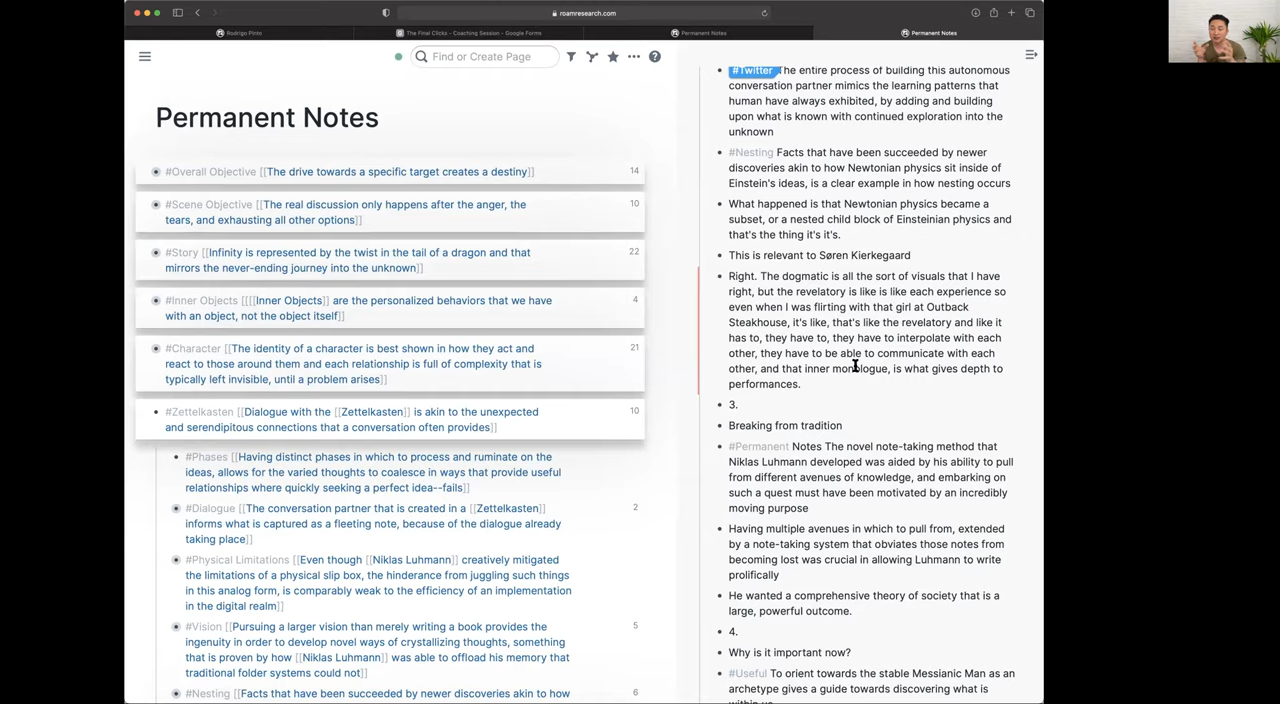 roamresearch.com
Rodrigo Pinto
The Final Clicks - Coaching Session - Google Forms
Permanent Notes
Permanent Notes
Find or Create Page
Permanent Notes
#Overall Objective [[The drive towards a specific target creates a destiny]]
14
#Scene Objective [[The real discussion only happens after the anger, the
tears, and exhausting all other options]]
10
#Story [[Infinity is represented by the twist in the tail of a dragon and that
mirrors the never-ending journey into the unknown]]
22
#Inner Objects [[[[Inner Objects]] are the personalized behaviors that we have
with an object, not the object itself]]
4
#Character [[The identity of a character is best shown in how they act and
react to those around them and each relationship is full of complexity that is
typically left invisible, until a problem arises]]
21
#Zettelkasten [[Dialogue with the [[Zettelkasten]] is akin to the unexpected
and serendipitous connections that a conversation often provides]]
10
#Phases [[Having distinct phases in which to process and ruminate on the
ideas, allows for the varied thoughts to coalesce in ways that provide useful
relationships where quickly seeking a perfect idea--fails]]
#Dialogue [[The conversation partner that is created in a [[Zettelkasten]]
informs what is captured as a fleeting note, because of the dialogue already
taking place]]
2
#Physical Limitations [[Even though [[Niklas Luhmann]] creatively mitigated
the limitations of a physical slip box, the hinderance from juggling such things
in this analog form, is comparably weak to the efficiency of an implementation
in the digital realm]]
#Vision [[Pursuing a larger vision than merely writing a book provides the
ingenuity in order to develop novel ways of crystallizing thoughts, something
that is proven by how [[Niklas Luhmann]] was able to offload his memory that
traditional folder systems could not]]
5
#Nesting [[Facts that have been succeeded by newer discoveries akin to how
6
#Twitter The entire process of building this autonomous
conversation partner mimics the learning patterns that
human have always exhibited, by adding and building
upon what is known with continued exploration into the
unknown
#Nesting Facts that have been succeeded by newer
discoveries akin to how Newtonian physics sit inside of
Einstein's ideas, is a clear example in how nesting occurs
What happened is that Newtonian physics became a
subset, or a nested child block of Einsteinian physics and
that's the thing it's it's.
This is relevant to Søren Kierkegaard
Right. The dogmatic is all the sort of visuals that I have
right, but the revelatory is like is like each experience so
even when I was flirting with that girl at Outback
Steakhouse, it's like, that's like the revelatory and like it
has to, they have to, they have to interpolate with each
other, they have to be able to communicate with each
other, and that inner monologue, is what gives depth to
performances.
3.
Breaking from tradition
#Permanent Notes The novel note-taking method that
Niklas Luhmann developed was aided by his ability to pull
from different avenues of knowledge, and embarking on
such a quest must have been motivated by an incredibly
moving purpose
Having multiple avenues in which to pull from, extended
by a note-taking system that obviates those notes from
becoming lost was crucial in allowing Luhmann to write
prolifically
He wanted a comprehensive theory of society that is a
large, powerful outcome.
4.
Why is it important now?
#Useful To orient towards the stable Messianic Man as an
archetype gives a guide towards discovering what is
within us